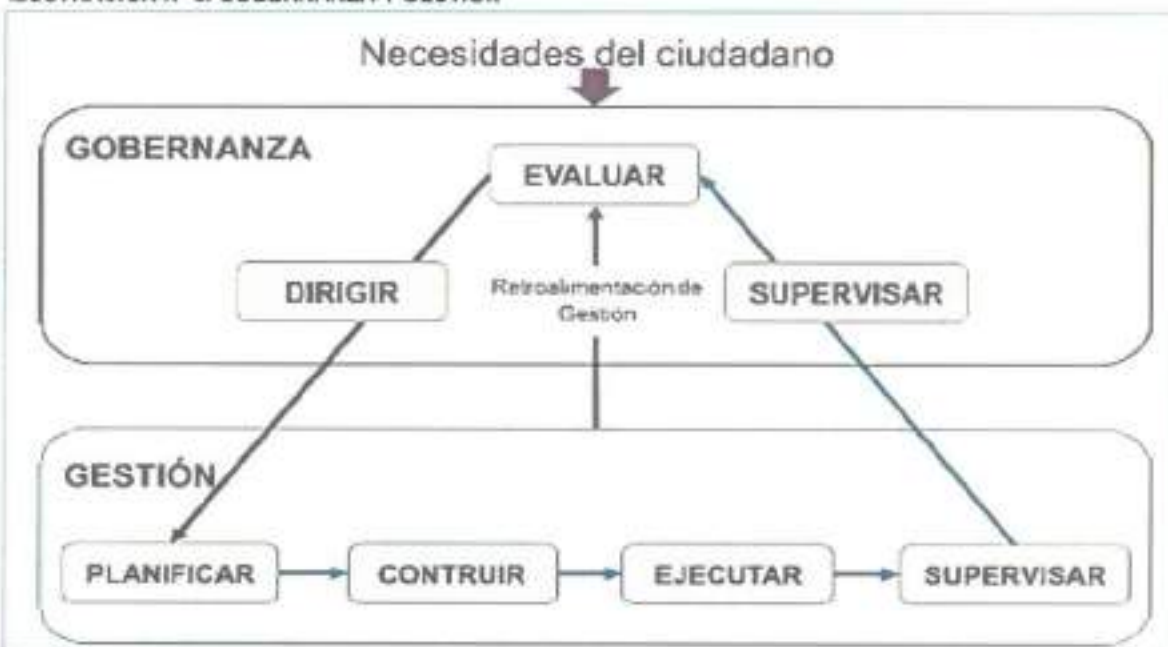 Necesidades del ciudadano
GOBERNANZA
EVALUAR
DIRIGIR
Retroalimentación de
Gestión
SUPERVISAR
GESTIÓN
PLANIFICAR
CONTRUIR
EJECUTAR
SUPERVISAR